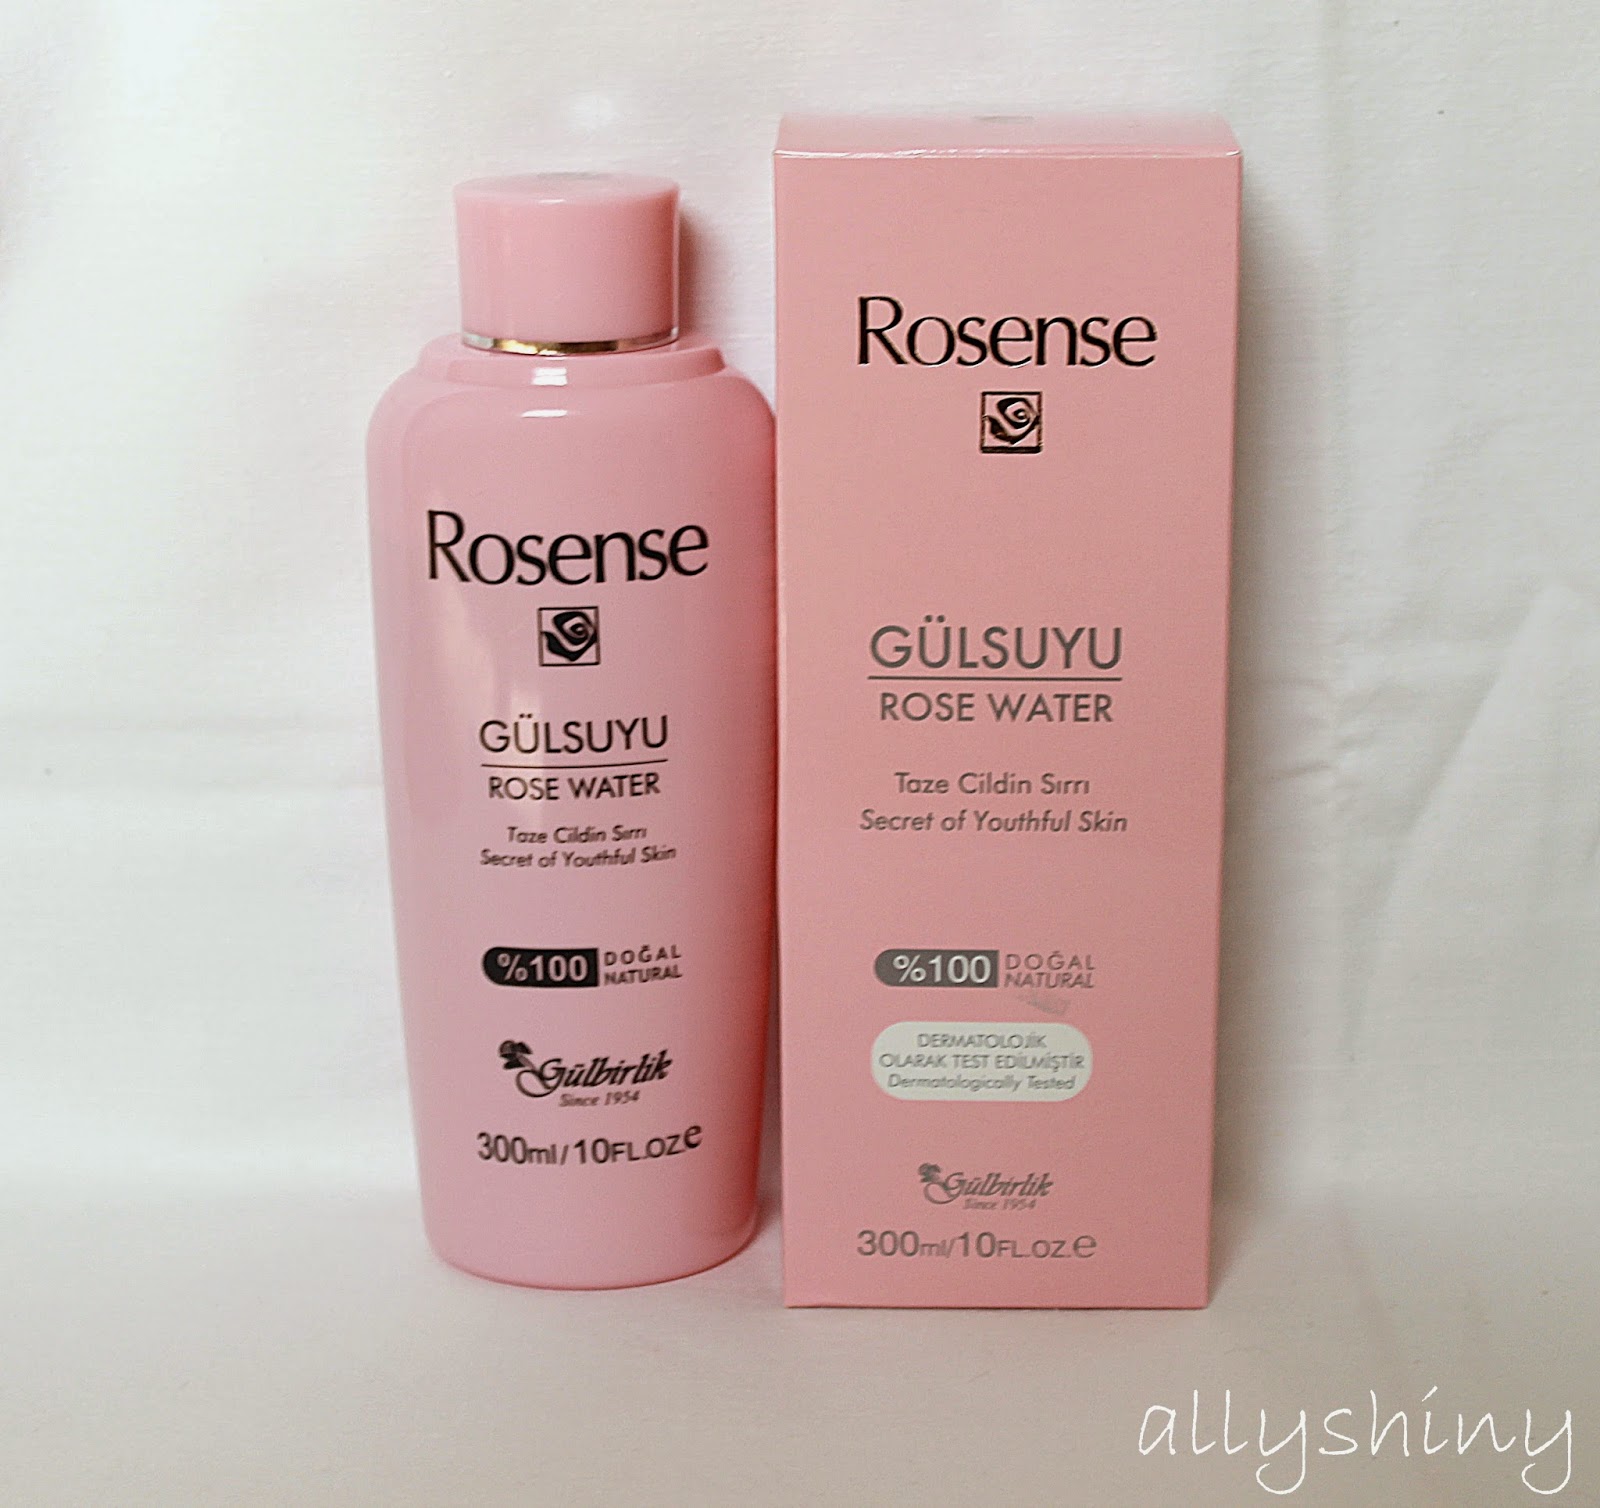 Rosense
GÜLSUYU
ROSE WATER
Taze Cildin Sırrı
Secret of Youthful Skin
%100 DOĞAL
NATURAL
Gülbirlik
Since 1954
300ml/10FL.OZ.e
Rosense
GÜLSUYU
ROSE WATER
Taze Cildin Sırrı
Secret of Youthful Skin
%100 DOĞAL
NATURAL
DERMATOLOJİK
OLARAK TEST EDİLMİŞTİR
Dermatologically Tested
Gülbirlik
Since 1954
300ml/10FL.OZ.e
allyshiny